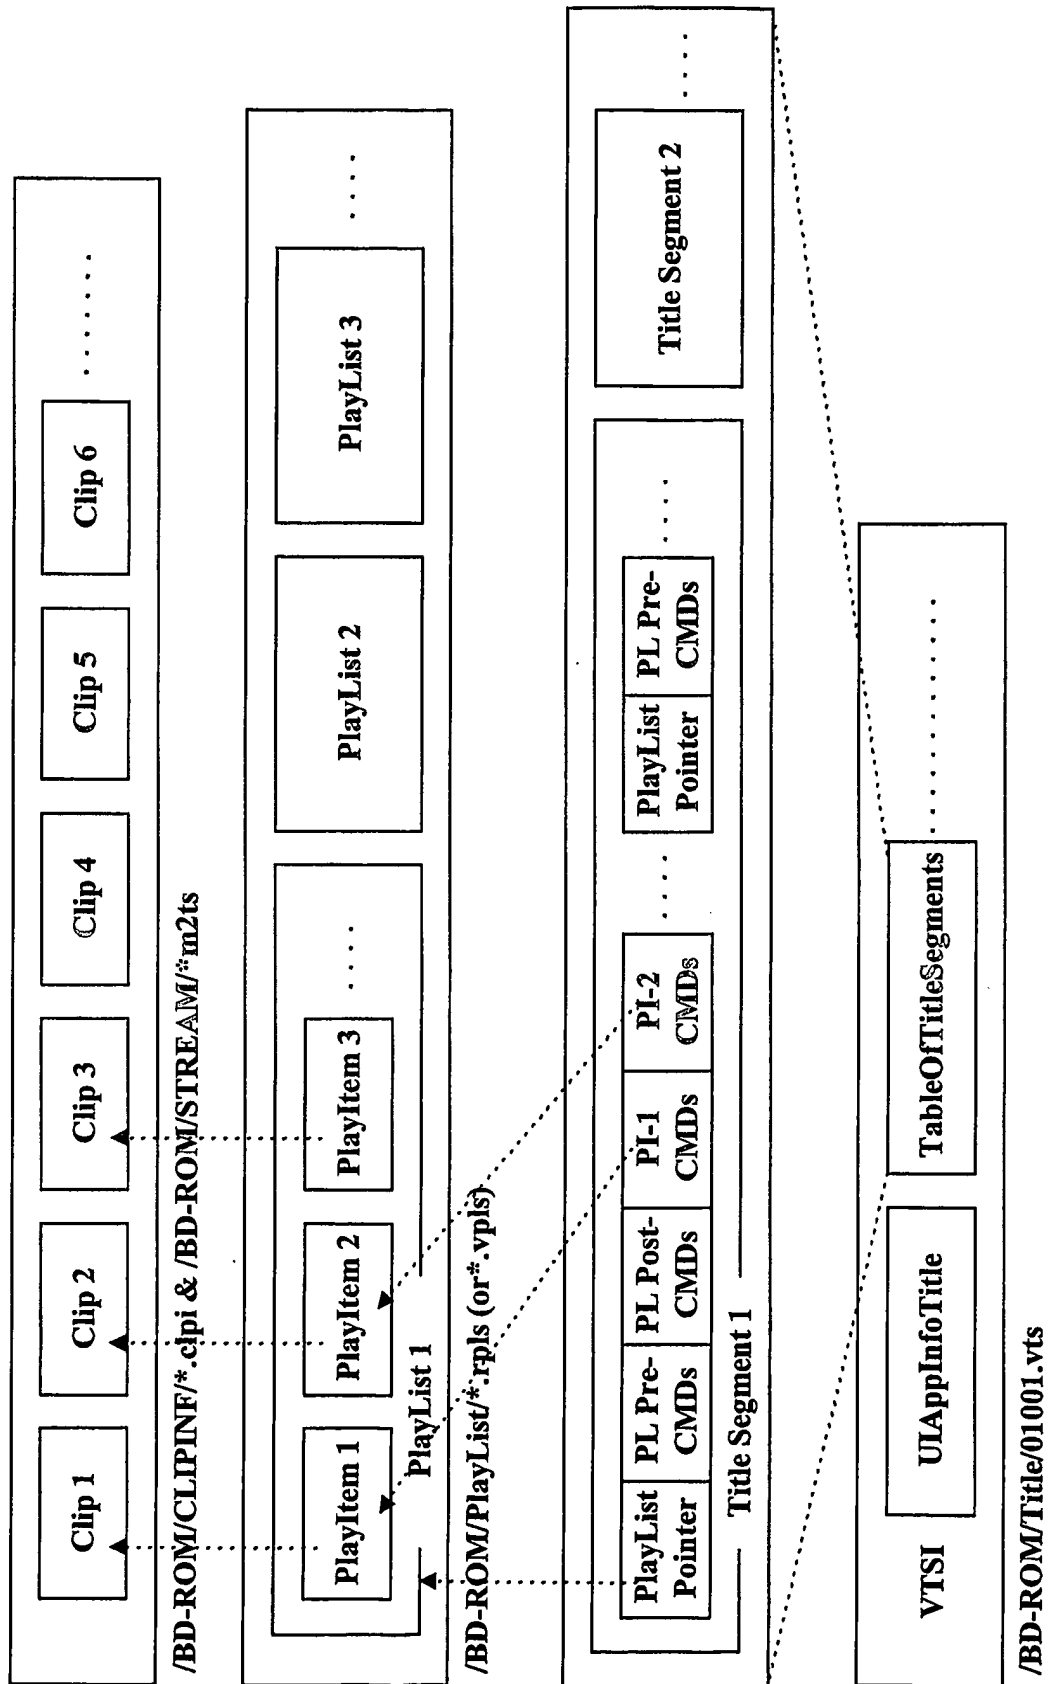 Clip 1
Clip 2
Clip 3
Clip 4
Clip 5
Clip 6
. . . . . . .
/BD-ROM/CLIPINF/*.clpi & /BD-ROM/STREAM/*m2ts
PlayItem 1
PlayItem 2
PlayItem 3
. . . .
PlayList 1
PlayList 2
PlayList 3
. . . .
/BD-ROM/PlayList/*.rpls (or*.vpls)
PlayList
Pointer
PL Pre-
CMDs
PL Post-
CMDs
PI-1
CMDs
PI-2
CMDs
. . . .
PlayList
Pointer
PL Pre-
CMDs
. . . .
Title Segment 1
Title Segment 2
. . . .
VTSI
UIAppInfoTitle
TableOfTitleSegments
. . . . . . . . . . . .
/BD-ROM/Title/01001.vts